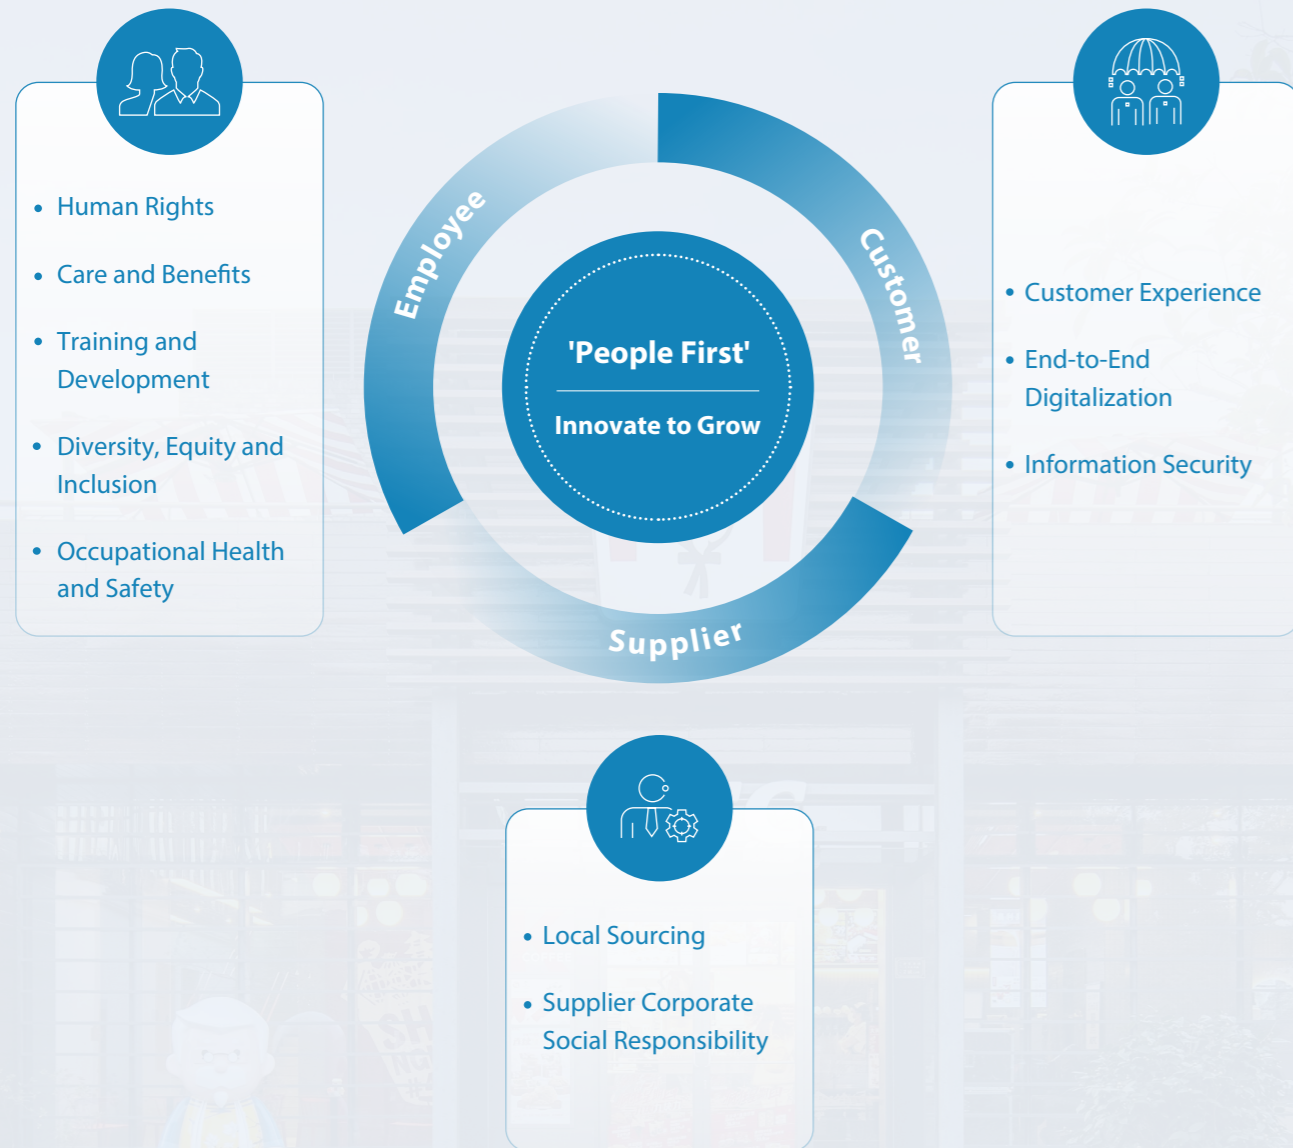 • Human Rights
• Care and Benefits
• Training and
Development
• Diversity, Equity and
Inclusion
• Occupational Health
and Safety
Employee
Customer
Supplier
'People First'
Innovate to Grow
• Customer Experience
• End-to-End
Digitalization
• Information Security
• Local Sourcing
• Supplier Corporate
Social Responsibility